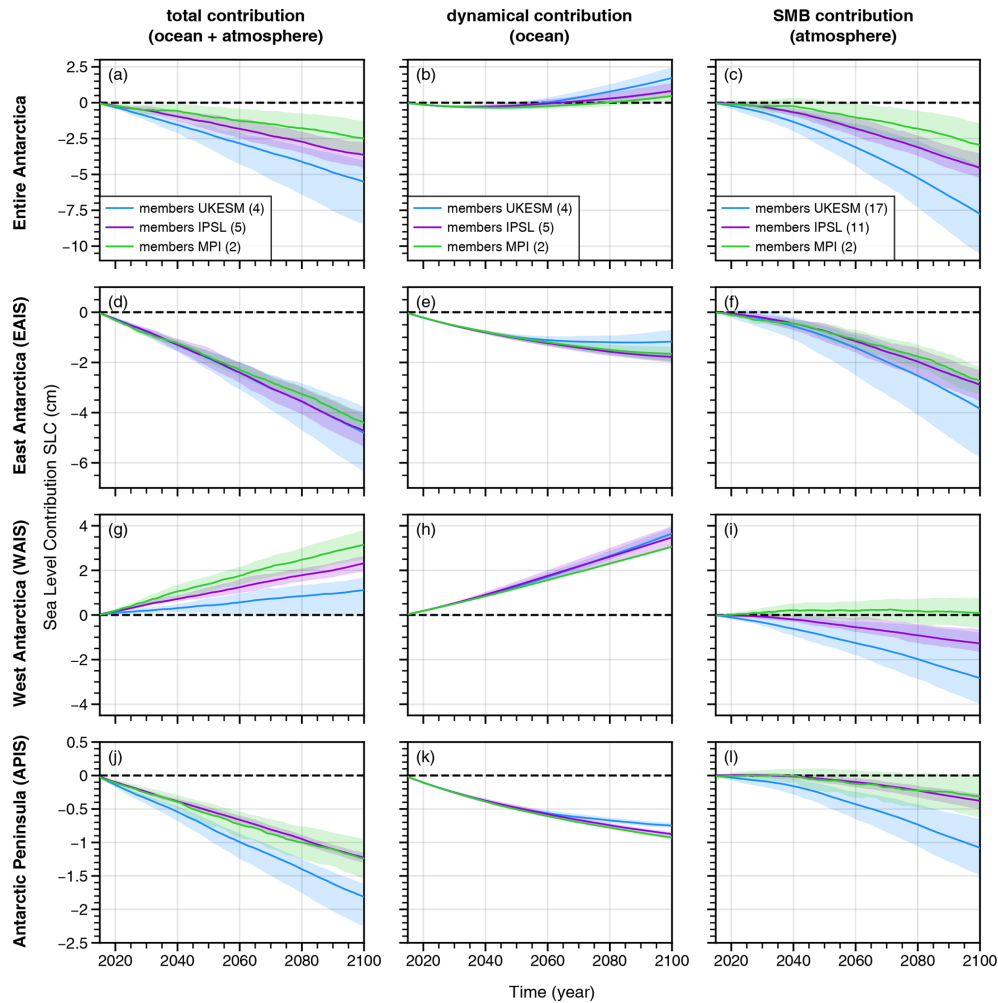 total contribution
(ocean + atmosphere)
dynamical contribution
(ocean)
SMB contribution
(atmosphere)
Entire Antarctica
(a)
2.5
0
−2.5
−5
−7.5
−10
members UKESM (4)
members IPSL (5)
members MPI (2)
(b)
members UKESM (4)
members IPSL (5)
members MPI (2)
(c)
members UKESM (17)
members IPSL (11)
members MPI (2)
East Antarctica (EAIS)
Sea Level Contribution SLC (cm)
(d)
0
−2
−4
−6
(e)
(f)
West Antarctica (WAIS)
(g)
4
2
0
−2
−4
(h)
(i)
Antarctic Peninsula (APIS)
(j)
0.5
0
−0.5
−1
−1.5
−2
−2.5
(k)
(l)
2020 2040 2060 2080 2100
2020 2040 2060 2080 2100
2020 2040 2060 2080 2100
Time (year)